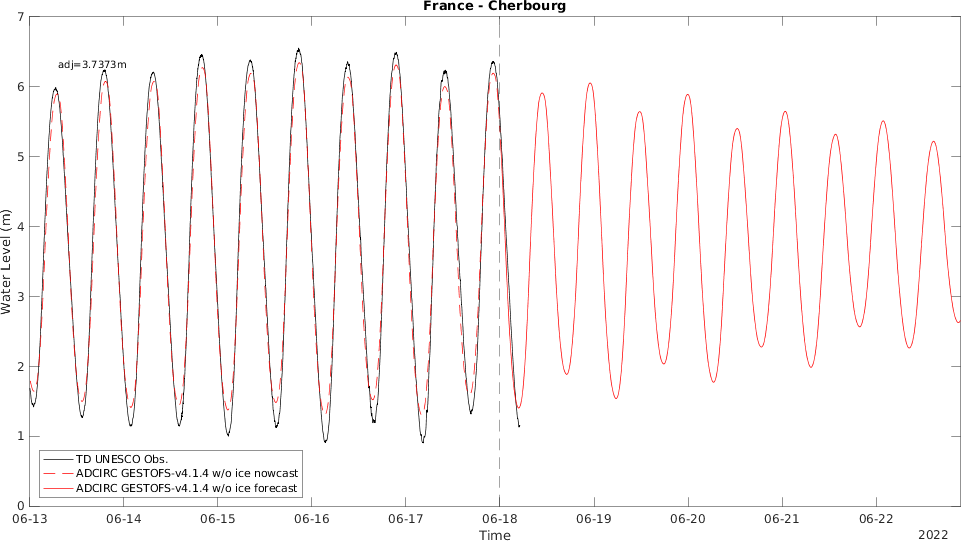 France - Cherbourg
adj=3.7373m
7
6
5
4
3
2
1
0
Water Level (m)
TD UNESCO Obs.
ADCIRC GESTOFS-v4.1.4 w/o ice nowcast
ADCIRC GESTOFS-v4.1.4 w/o ice forecast
06-13 06-14 06-15 06-16 06-17 06-18 06-19 06-20 06-21 06-22
Time
2022